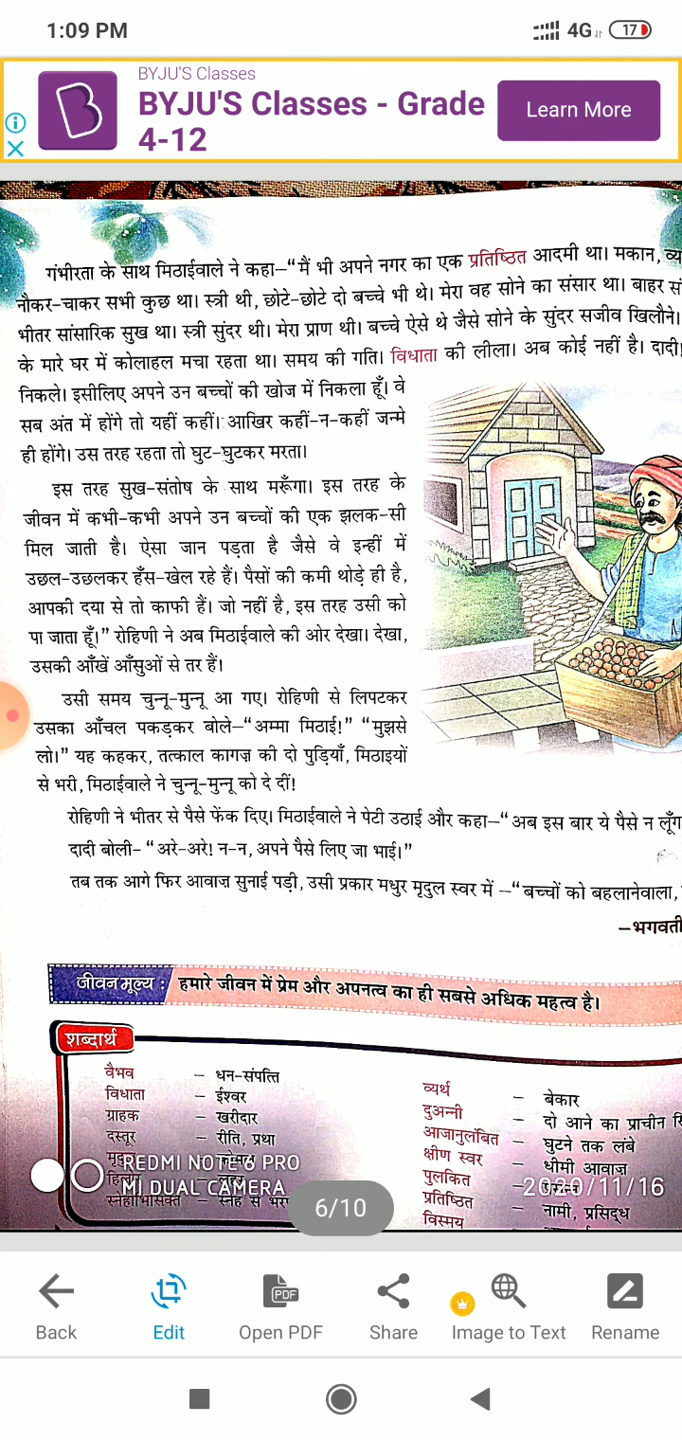 1:09 PM
4G 17
BYJU'S Classes
BYJU'S Classes - Grade
4-12
Learn More
गंभीरता के साथ मिठाईवाले ने कहा–“मैं भी अपने नगर का एक प्रतिष्ठित आदमी था। मकान, व्य
नौकर-चाकर सभी कुछ था। स्त्री थी, छोटे-छोटे दो बच्चे भी थे। मेरा वह सोने का संसार था। बाहर सं
भीतर सांसारिक सुख था। स्त्री सुंदर थी। मेरा प्राण थी। बच्चे ऐसे थे जैसे सोने के सुंदर सजीव खिलौने।
के मारे घर में कोलाहल मचा रहता था। समय की गति। विधाता की लीला। अब कोई नहीं है। दादी
निकले। इसीलिए अपने उन बच्चों की खोज में निकला हूँ। वे
सब अंत में होंगे तो यहीं कहीं। आखिर कहीं-न-कहीं जन्मे
ही होंगे। उस तरह रहता तो घुट-घुटकर मरता।
इस तरह सुख-संतोष के साथ मरूँगा। इस तरह के
जीवन में कभी-कभी अपने उन बच्चों की एक झलक-सी
मिल जाती है। ऐसा जान पड़ता है जैसे वे इन्हीं में
उछल-उछलकर हँस-खेल रहे हैं। पैसों की कमी थोड़े ही है,
आपकी दया से तो काफी हैं। जो नहीं है, इस तरह उसी को
पा जाता हूँ।” रोहिणी ने अब मिठाईवाले की ओर देखा। देखा,
उसकी आँखें आँसुओं से तर हैं।
उसी समय चुन्नू-मुन्नू आ गए। रोहिणी से लिपटकर
उसका आँचल पकड़कर बोले–“अम्मा मिठाई!” “मुझसे
लो।” यह कहकर, तत्काल कागज़ की दो पुड़ियाँ, मिठाइयों
से भरी, मिठाईवाले ने चुन्नू-मुन्नू को दे दीं!
रोहिणी ने भीतर से पैसे फेंक दिए। मिठाईवाले ने पेटी उठाई और कहा–“अब इस बार ये पैसे न लूँग
दादी बोली– “अरे-अरे! न-न, अपने पैसे लिए जा भाई।”
तब तक आगे फिर आवाज़ सुनाई पड़ी, उसी प्रकार मधुर मृदुल स्वर में –“बच्चों को बहलानेवाला,
–भगवती
जीवन मूल्य : हमारे जीवन में प्रेम और अपनत्व का ही सबसे अधिक महत्व है।
शब्दार्थ
वैभव – धन-संपत्ति
विधाता – ईश्वर
ग्राहक – खरीदार
दस्तूर – रीति, प्रथा
व्यर्थ – बेकार
दुअन्नी – दो आने का प्राचीन
आजानुलंबित – घुटने तक लंबे
क्षीण स्वर – धीमी आवाज़
पुलकित
प्रतिष्ठित – नामी, प्रसिद्ध
विस्मय
REDMI NOTE 6 PRO
MI DUAL CAMERA
2020/11/16
6/10
Back
Edit
PDF
Open PDF
Share
Image to Text
Rename